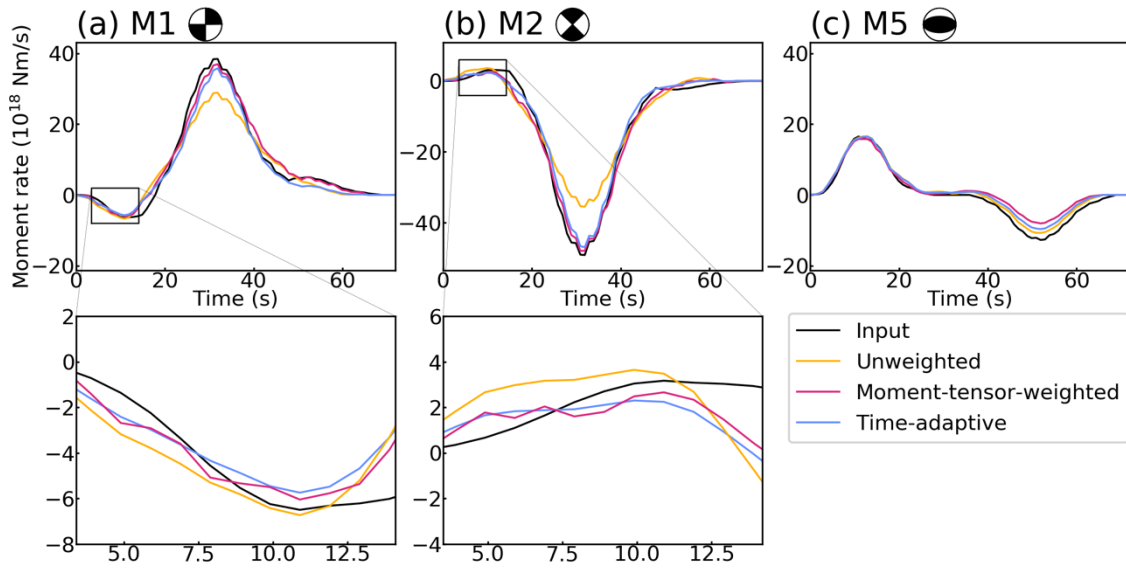 (a) M1
(b) M2
(c) M5
Moment rate (10^18 Nm/s)
40
20
0
−20
0 20 40 60
Time (s)
0
−20
−40
0 20 40 60
Time (s)
40
20
0
−20
0 20 40 60
Time (s)
2
0
−2
−4
−6
−8
5.0 7.5 10.0 12.5
6
4
2
0
−2
−4
5.0 7.5 10.0 12.5
Input
Unweighted
Moment-tensor-weighted
Time-adaptive